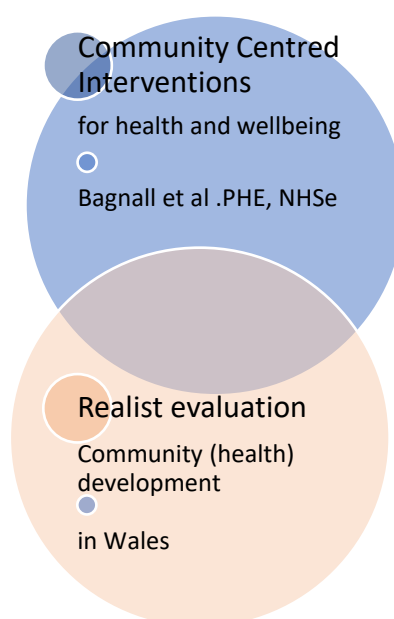 Community Centred
Interventions
for health and wellbeing
Bagnall et al .PHE, NHSe
Realist evaluation
Community (health)
development
in Wales